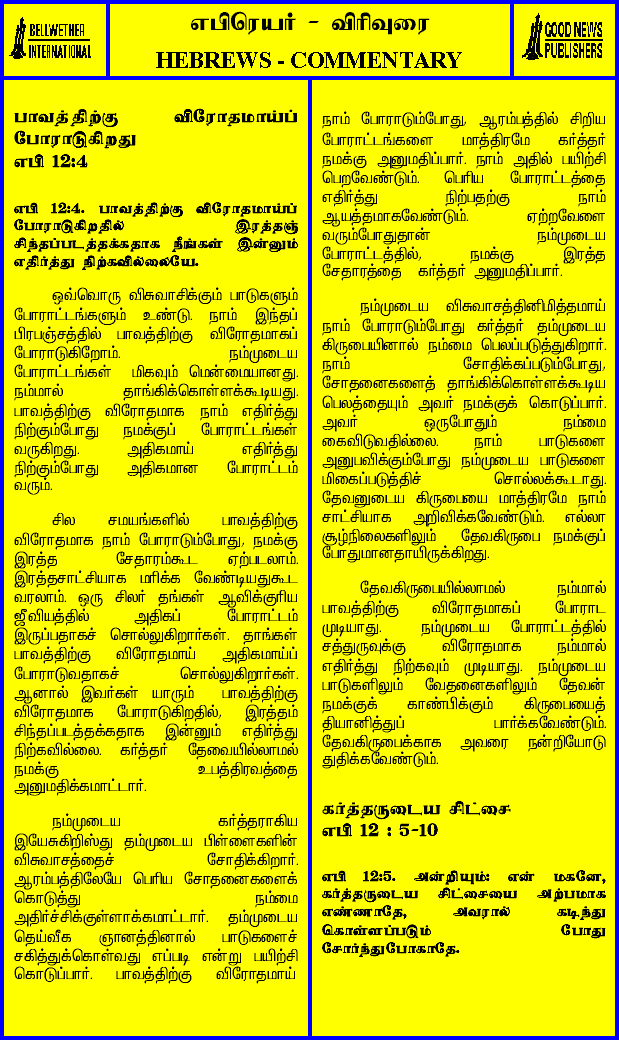 BELLWETHER
INTERNATIONAL
எபிரெயர் - விரிவுரை
HEBREWS - COMMENTARY
GOOD NEWS
PUBLISHERS
பாவத்திற்கு விரோதமாய்ப்
போராடுகிறது
எபி 12:4
எபி 12:4. பாவத்திற்கு விரோதமாய்ப்
போராடுகிறதில் இரத்தஞ்
சிந்தப்படத்தக்கதாக நீங்கள் இன்னும்
எதிர்த்து நிற்கவில்லையே.
ஒவ்வொரு விசுவாசிக்கும் பாடுகளும்
போராட்டங்களும் உண்டு. நாம் இந்தப்
பிரபஞ்சத்தில் பாவத்திற்கு விரோதமாகப்
போராடுகிறோம். நம்முடைய
போராட்டங்கள் மிகவும் மென்மையானது.
நம்மால் தாங்கிக்கொள்ளக்கூடியது.
பாவத்திற்கு விரோதமாக நாம் எதிர்த்து
நிற்கும்போது நமக்குப் போராட்டங்கள்
வருகிறது. அதிகமாய் எதிர்த்து
நிற்கும்போது அதிகமான போராட்டம்
வரும்.
சில சமயங்களில் பாவத்திற்கு
விரோதமாக நாம் போராடும்போது, நமக்கு
இரத்த சேதாரம்கூட ஏற்படலாம்.
இரத்தசாட்சியாக மரிக்க வேண்டியதுகூட
வரலாம். ஒரு சிலர் தங்கள் ஆவிக்குரிய
ஜீவியத்தில் அதிகப் போராட்டம்
இருப்பதாகச் சொல்லுகிறார்கள். தாங்கள்
பாவத்திற்கு விரோதமாய் அதிகமாய்ப்
போராடுவதாகச் சொல்லுகிறார்கள்.
ஆனால் இவர்கள் யாரும் பாவத்திற்கு
விரோதமாக போராடுகிறதில், இரத்தம்
சிந்தப்படத்தக்கதாக இன்னும் எதிர்த்து
நிற்கவில்லை. கர்த்தர் தேவையில்லாமல்
நமக்கு உபத்திரவத்தை
அனுமதிக்கமாட்டார்.
நம்முடைய கர்த்தராகிய
இயேசுகிறிஸ்து தம்முடைய பிள்ளைகளின்
விசுவாசத்தைச் சோதிக்கிறார்.
ஆரம்பத்திலேயே பெரிய சோதனைகளைக்
கொடுத்து நம்மை
அதிர்ச்சிக்குள்ளாக்கமாட்டார். தம்முடைய
தெய்வீக ஞானத்தினால் பாடுகளைச்
சகித்துக்கொள்வது எப்படி என்று பயிற்சி
கொடுப்பார். பாவத்திற்கு விரோதமாய்
நாம் போராடும்போது, ஆரம்பத்தில் சிறிய
போராட்டங்களை மாத்திரமே கர்த்தர்
நமக்கு அனுமதிப்பார். நாம் அதில் பயிற்சி
பெறவேண்டும். பெரிய போராட்டத்தை
எதிர்த்து நிற்பதற்கு நாம்
ஆயத்தமாகவேண்டும். ஏற்றவேளை
வரும்போதுதான் நம்முடைய
போராட்டத்தில், நமக்கு இரத்த
சேதாரத்தை கர்த்தர் அனுமதிப்பார்.
நம்முடைய விசுவாசத்தினிமித்தமாய்
நாம் போராடும்போது கர்த்தர் தம்முடைய
கிருபையினால் நம்மை பெலப்படுத்துகிறார்.
நாம் சோதிக்கப்படும்போது,
சோதனைகளைத் தாங்கிக்கொள்ளக்கூடிய
பெலத்தையும் அவர் நமக்குக் கொடுப்பார்.
அவர் ஒருபோதும் நம்மை
கைவிடுவதில்லை. நாம் பாடுகளை
அனுபவிக்கும்போது நம்முடைய பாடுகளை
மிகைப்படுத்திச் சொல்லக்கூடாது.
தேவனுடைய கிருபையை மாத்திரமே நாம்
சாட்சியாக அறிவிக்கவேண்டும். எல்லா
சூழ்நிலைகளிலும் தேவகிருபை நமக்குப்
போதுமானதாயிருக்கிறது.
தேவகிருபையில்லாமல் நம்மால்
பாவத்திற்கு விரோதமாகப் போராட
முடியாது. நம்முடைய போராட்டத்தில்
சத்துருவுக்கு விரோதமாக நம்மால்
எதிர்த்து நிற்கவும் முடியாது. நம்முடைய
பாடுகளிலும் வேதனைகளிலும் தேவன்
நமக்குக் காண்பிக்கும் கிருபையைத்
தியானித்துப் பார்க்கவேண்டும்.
தேவகிருபைக்காக அவரை நன்றியோடு
துதிக்கவேண்டும்.
கர்த்தருடைய சிட்சை
எபி 12 : 5-10
எபி 12:5. அன்றியும்: என் மகனே,
கர்த்தருடைய சிட்சையை அற்பமாக
எண்ணாதே, அவரால் கடிந்து
கொள்ளப்படும் போது
சோர்ந்துபோகாதே.